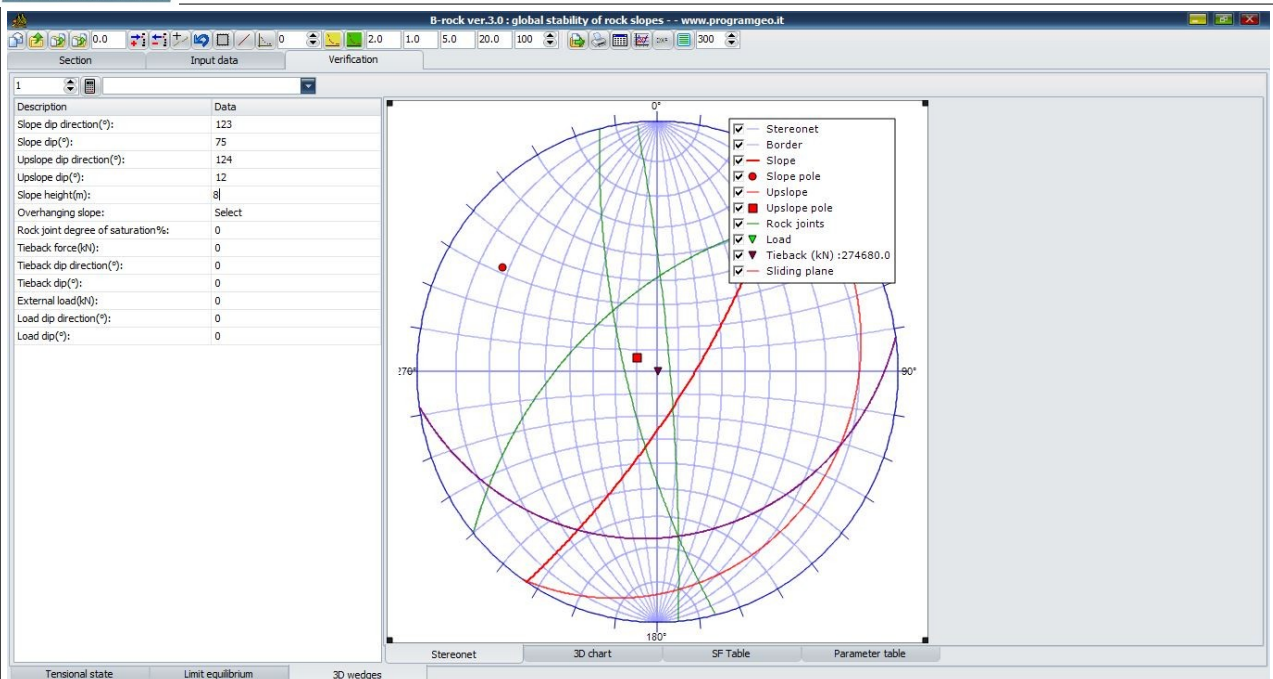 B-rock ver.3.0 : global stability of rock slopes - - www.programgeo.it
0.0 0 2.0 1.0 5.0 20.0 100 DXF 300
Section Input data Verification
1
Description Data
Slope dip direction(º): 123
Slope dip(º): 75
Upslope dip direction(º): 124
Upslope dip(º): 12
Slope height(m): 8
Overhanging slope: Select
Rock joint degree of saturation%: 0
Tieback force(kN): 0
Tieback dip direction(º): 0
Tieback dip(º): 0
External load(kN): 0
Load dip direction(º): 0
Load dip(º): 0
0°
Stereonet
Border
Slope
Slope pole
Upslope
Upslope pole
Rock joints
Load
Tieback (kN) :274680.0
Sliding plane
270° 90°
180°
Stereonet 3D chart SF Table Parameter table
Tensional state Limit equilibrium 3D wedges